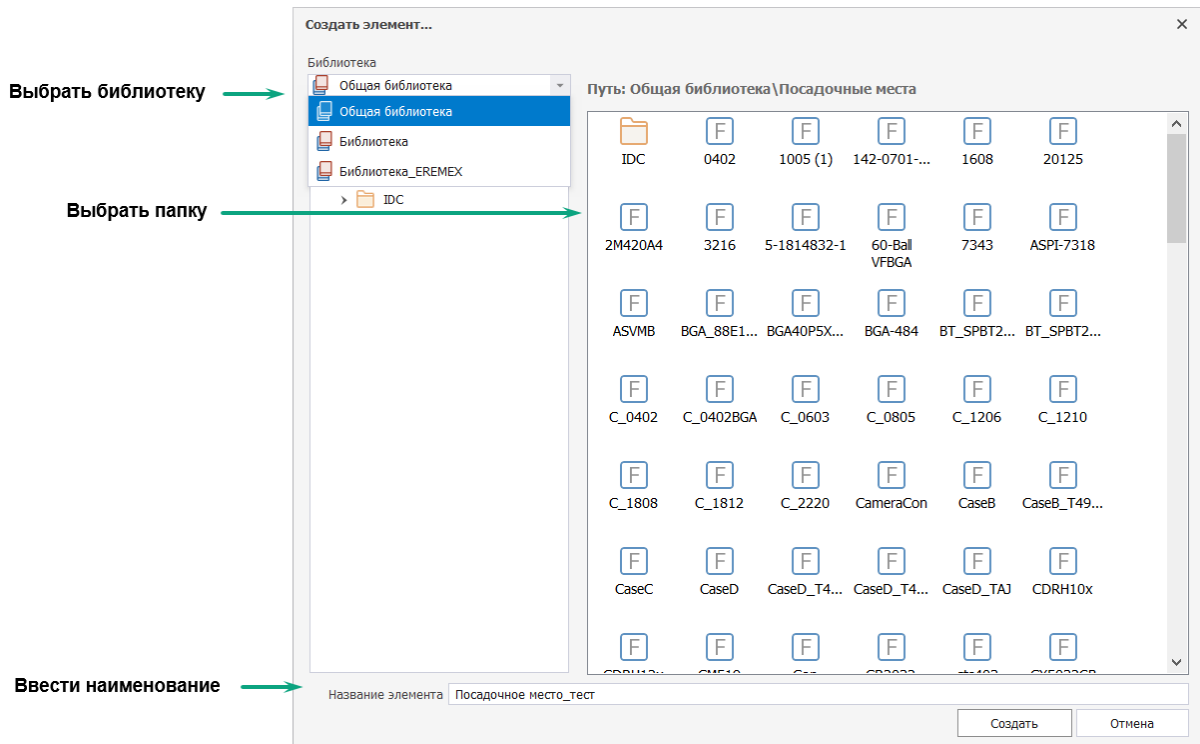 Создать элемент...
Библиотека
Выбрать библиотеку
Общая библиотека
Путь: Общая библиотека\Посадочные места
Общая библиотека
Библиотека
Библиотека_EREMEX
Выбрать папку
IDC
IDC 0402 1005 (1) 142-0701-... 1608 20125
2M420A4 3216 5-1814832-1 60-Ball VFBGA 7343 ASPI-7318
ASVMB BGA_88E1... BGA40P5X... BGA-484 BT_SPBT2... BT_SPBT2...
C_0402 C_0402BGA C_0603 C_0805 C_1206 C_1210
C_1808 C_1812 C_2220 CameraCon CaseB CaseB_T49...
CaseC CaseD CaseD_T4... CaseD_T4... CaseD_TAJ CDRH10x
Ввести наименование
Название элемента Посадочное место_тест
Создать Отмена